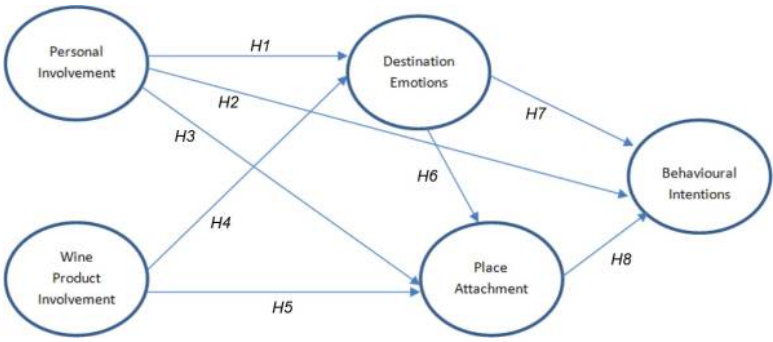 Personal
Involvement
H1
Destination
Emotions
H2
H7
H3
H6
Behavioural
Intentions
H4
Wine
Product
Involvement
Place
Attachment
H8
H5